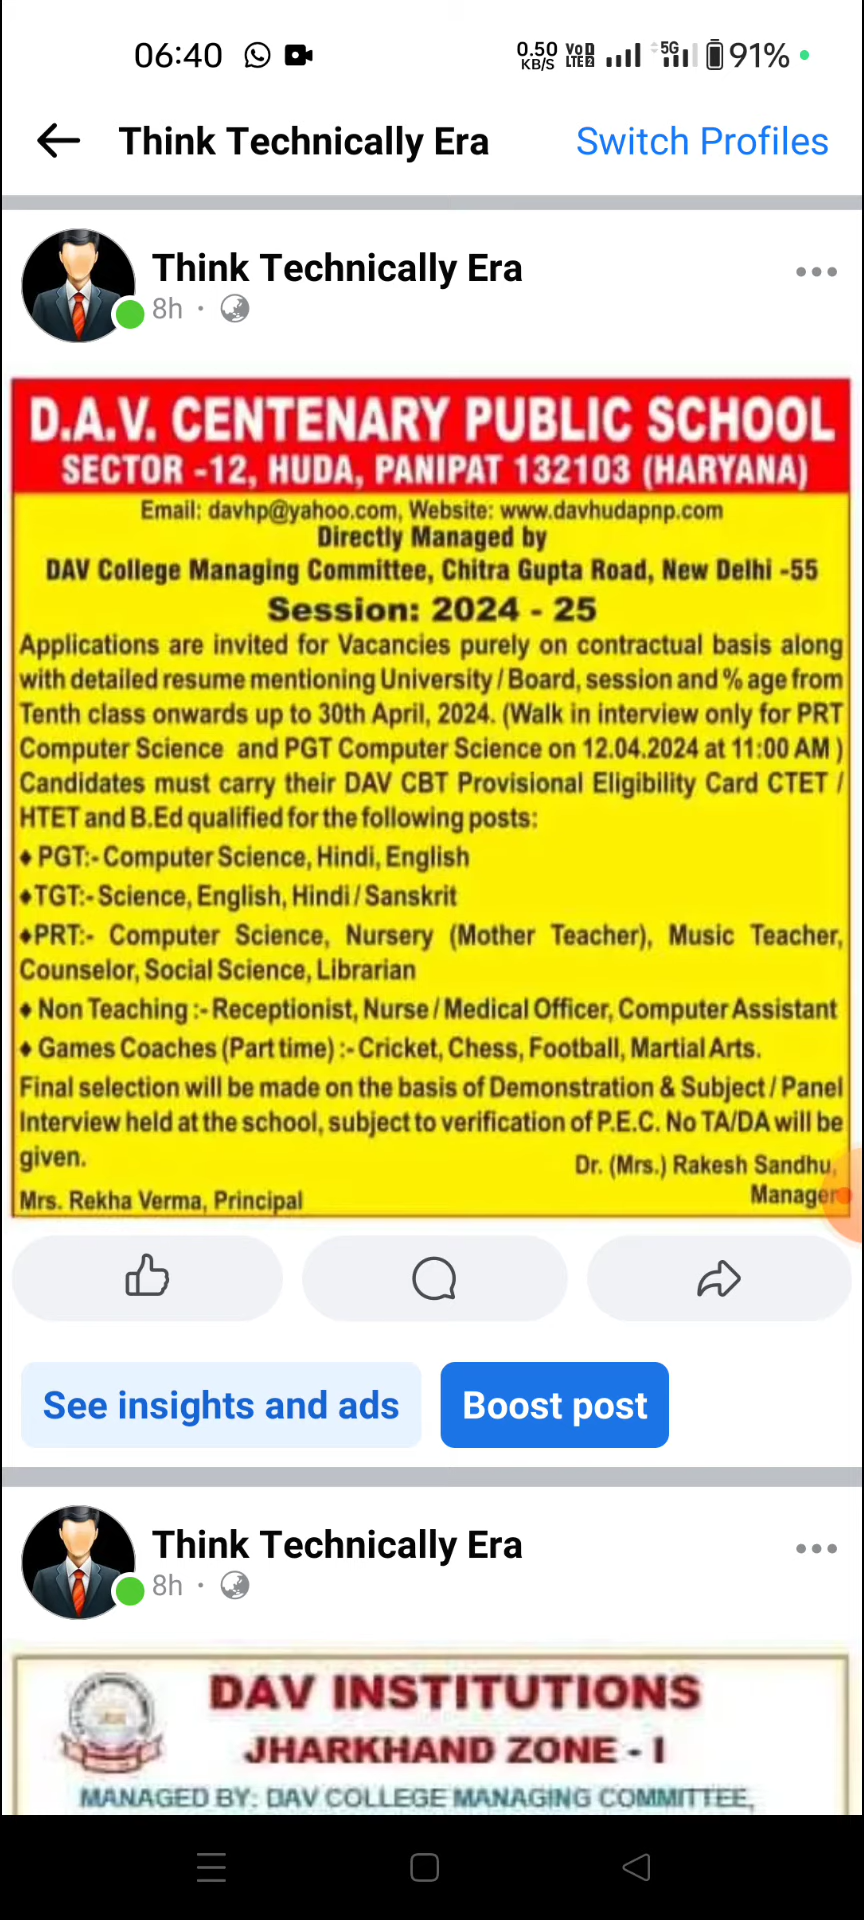 06:40
0.50 KB/S
Vo LTE2
5G
91%
Think Technically Era
Switch Profiles
Think Technically Era
8h ·
D.A.V. CENTENARY PUBLIC SCHOOL
SECTOR -12, HUDA, PANIPAT 132103 (HARYANA)
Email: davhp@yahoo.com, Website: www.davhudapnp.com
Directly Managed by
DAV College Managing Committee, Chitra Gupta Road, New Delhi -55
Session: 2024 - 25
Applications are invited for Vacancies purely on contractual basis along
with detailed resume mentioning University / Board, session and % age from
Tenth class onwards up to 30th April, 2024. (Walk in interview only for PRT
Computer Science and PGT Computer Science on 12.04.2024 at 11:00 AM )
Candidates must carry their DAV CBT Provisional Eligibility Card CTET /
HTET and B.Ed qualified for the following posts:
♦ PGT:- Computer Science, Hindi, English
♦TGT:- Science, English, Hindi / Sanskrit
♦PRT:- Computer Science, Nursery (Mother Teacher), Music Teacher,
Counselor, Social Science, Librarian
♦ Non Teaching :- Receptionist, Nurse / Medical Officer, Computer Assistant
♦ Games Coaches (Part time) :- Cricket, Chess, Football, Martial Arts.
Final selection will be made on the basis of Demonstration & Subject / Panel
Interview held at the school, subject to verification of P.E.C. No TA/DA will be
given.
Dr. (Mrs.) Rakesh Sandhu,
Manager
Mrs. Rekha Verma, Principal
See insights and ads
Boost post
Think Technically Era
8h ·
DAV INSTITUTIONS
JHARKHAND ZONE - I
MANAGED BY: DAV COLLEGE MANAGING COMMITTEE,